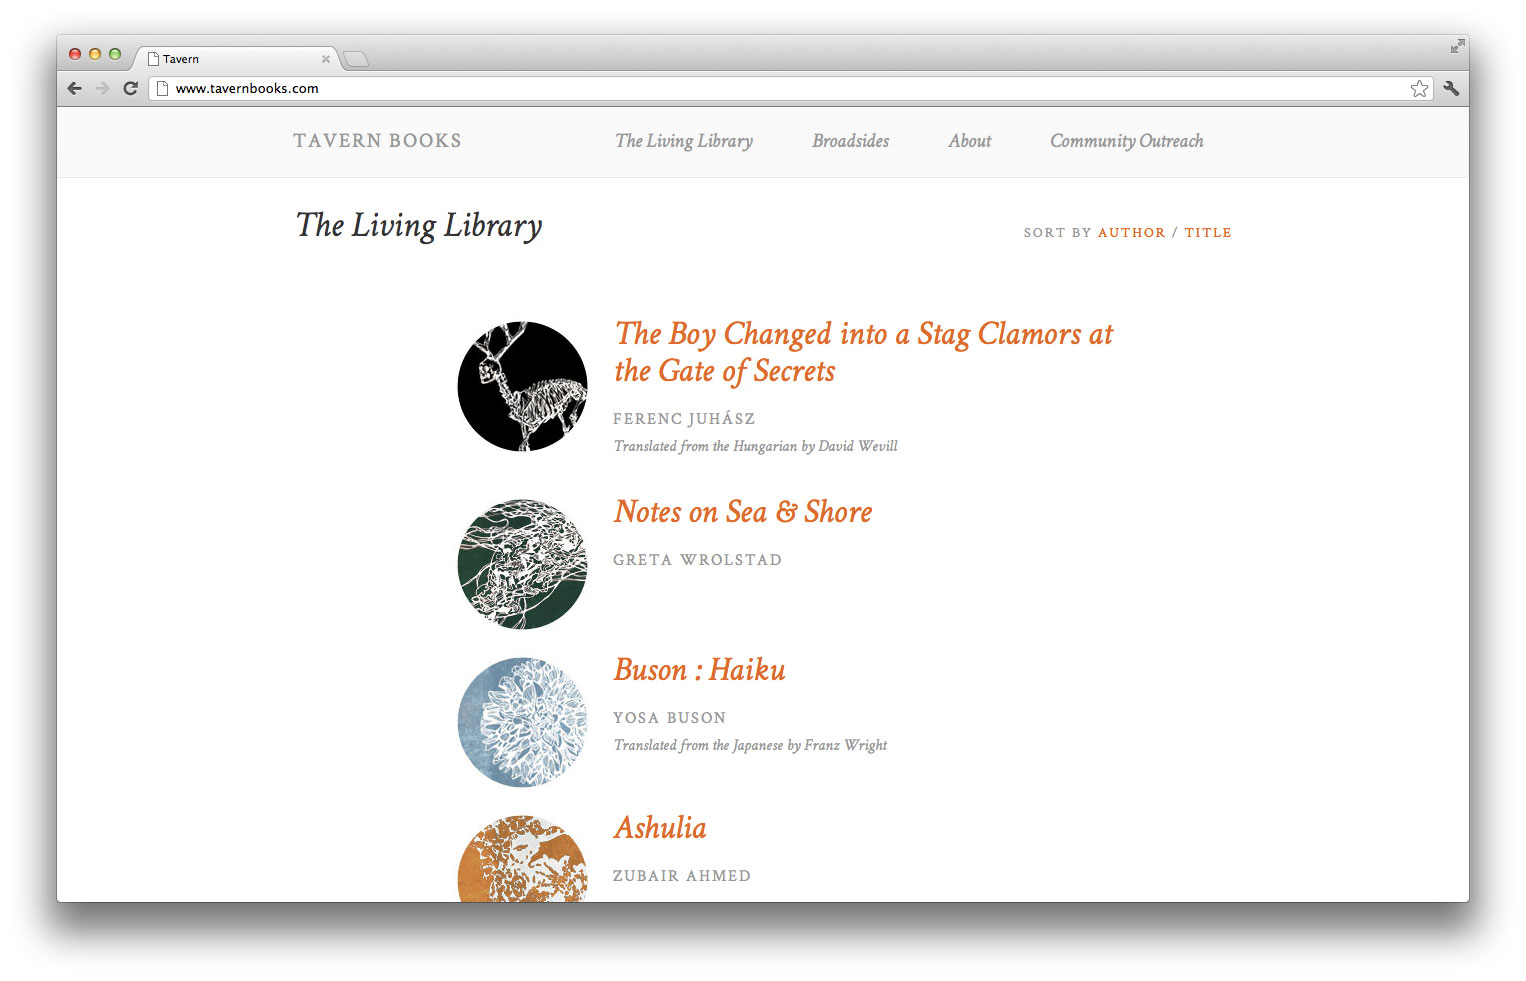 Tavern
www.tavernbooks.com
TAVERN BOOKS
The Living Library
Broadsides
About
Community Outreach
The Living Library
SORT BY AUTHOR / TITLE
The Boy Changed into a Stag Clamors at
the Gate of Secrets
FERENC JUHÁSZ
Translated from the Hungarian by David Wevill
Notes on Sea & Shore
GRETA WROLSTAD
Buson : Haiku
YOSA BUSON
Translated from the Japanese by Franz Wright
Ashulia
ZUBAIR AHMED